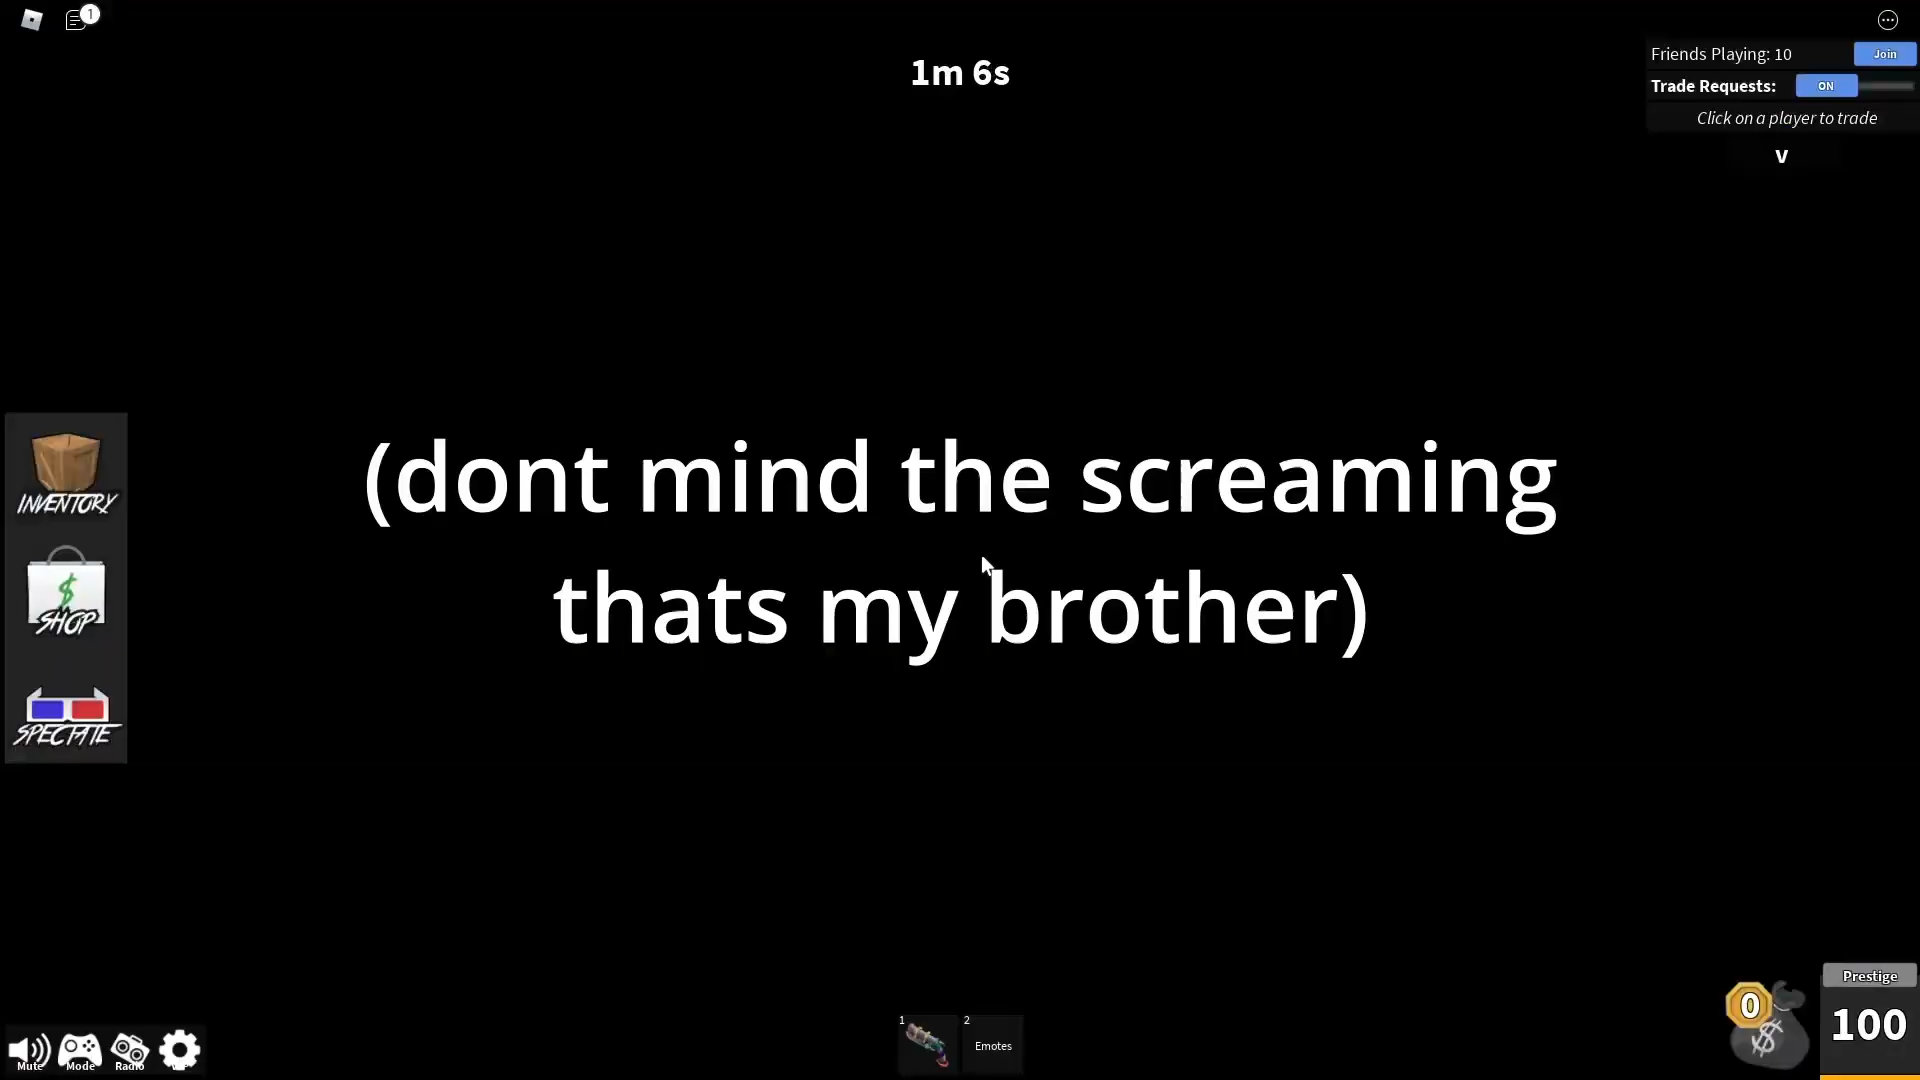 1
1m 6s
Friends Playing: 10
Join
Trade Requests:
ON
Click on a player to trade
v
INVENTORY
(dont mind the screaming
thats my brother)
$
SHOP
SPECTATE
Prestige
0
100
$
1
2
Emotes
Mute
Mode
Radio